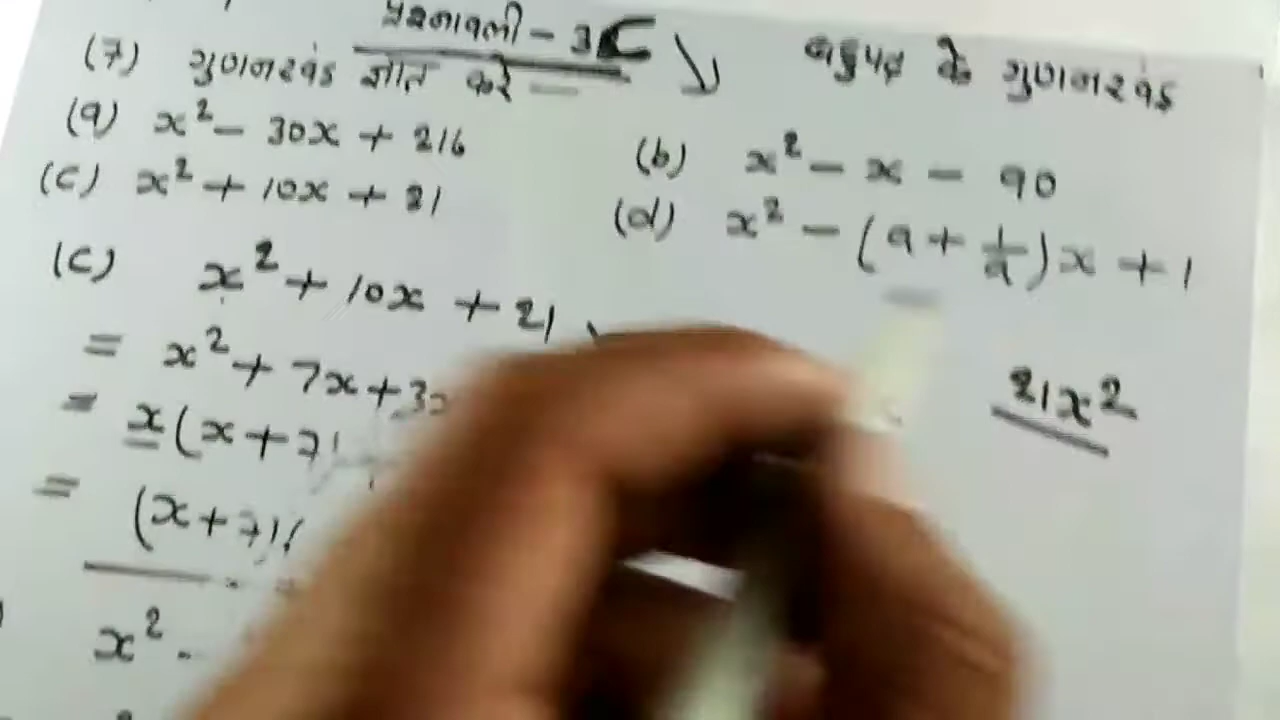 प्रश्नावली - 3C
बहुपद के गुणनखंड
(7) गुणनखंड ज्ञात करे —
(a) x² - 30x + 216
(b) x² - x - 90
(c) x² + 10x + 21
(d) x² - (a + 1/a)x + 1
(c) x² + 10x + 21
= x² + 7x + 3x
21x²
= x(x+7)
= (x+7)(
x² -